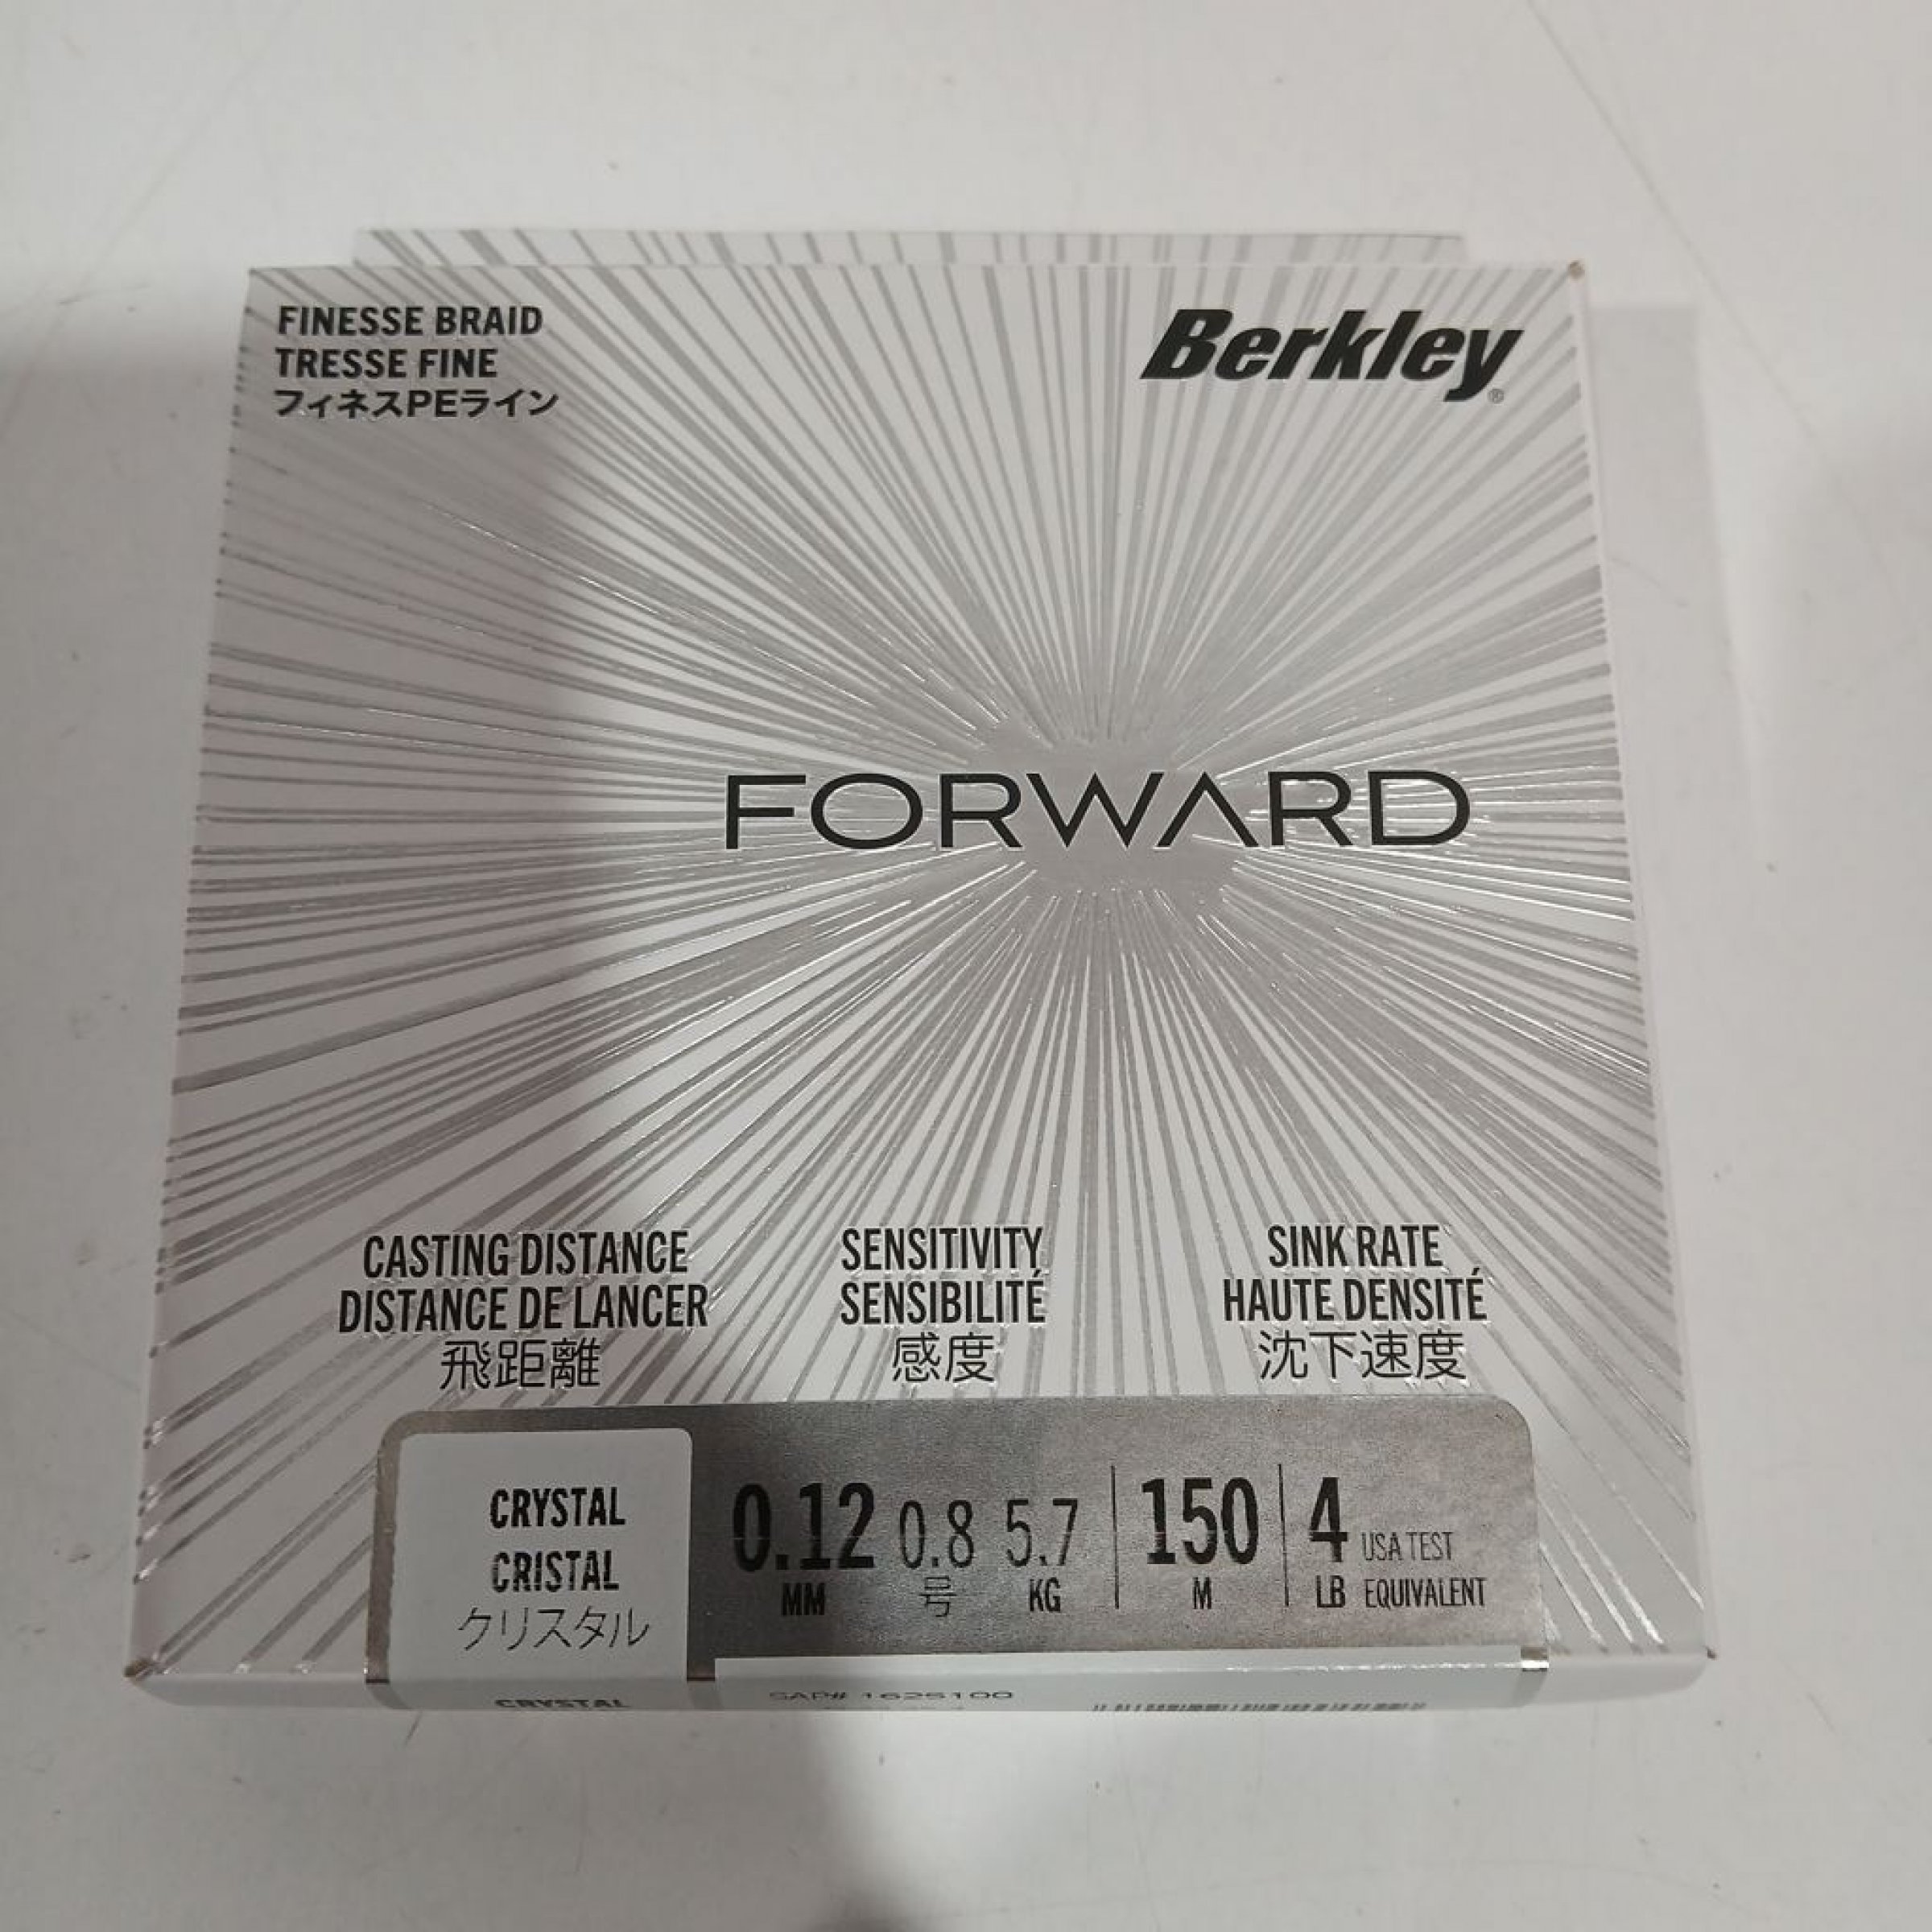 FINESSE BRAID
TRESSE FINE
フィネスPEライン
Berkley®
FORWARD
CASTING DISTANCE
DISTANCE DE LANCER
飛距離
SENSITIVITY
SENSIBILITÉ
感度
SINK RATE
HAUTE DENSITÉ
沈下速度
CRYSTAL
CRISTAL
クリスタル
0.12 0.8 5.7 150 4 USA TEST
MM 号 KG M LB EQUIVALENT
CRYSTAL
SAP# 1625100